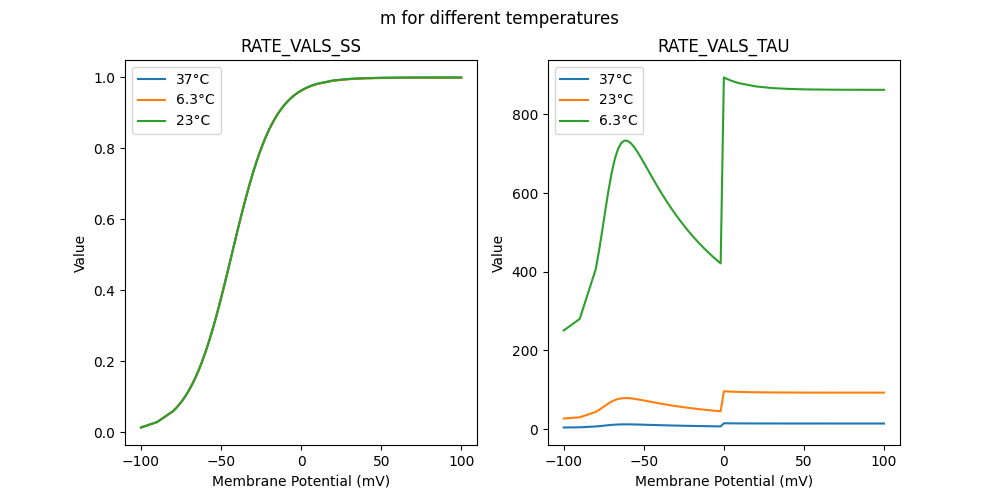 m for different temperatures
RATE_VALS_SS
RATE_VALS_TAU
37°C
6.3°C
23°C
37°C
23°C
6.3°C
1.0
0.8
0.6
0.4
0.2
0.0
Value
−100
−50
0
50
100
Membrane Potential (mV)
800
600
400
200
0
Value
−100
−50
0
50
100
Membrane Potential (mV)